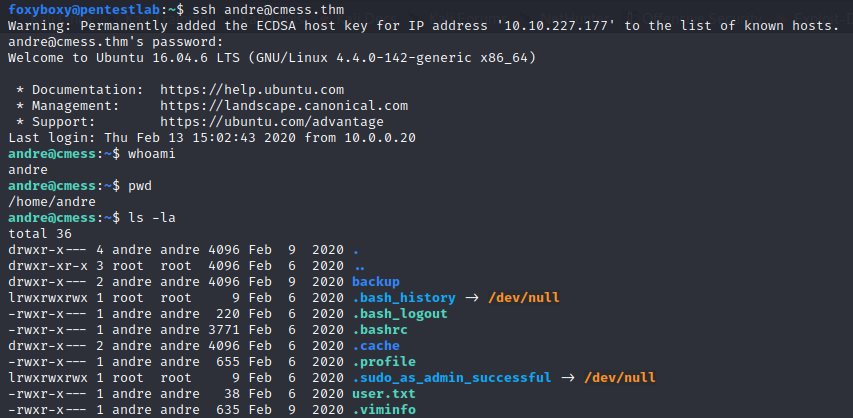 foxyboxy@pentestlab:~$ ssh andre@cmess.thm
Warning: Permanently added the ECDSA host key for IP address '10.10.227.177' to the list of known hosts.
andre@cmess.thm's password:
Welcome to Ubuntu 16.04.6 LTS (GNU/Linux 4.4.0-142-generic x86_64)
 * Documentation:  https://help.ubuntu.com
 * Management:     https://landscape.canonical.com
 * Support:        https://ubuntu.com/advantage
Last login: Thu Feb 13 15:02:43 2020 from 10.0.0.20
andre@cmess:~$ whoami
andre
andre@cmess:~$ pwd
/home/andre
andre@cmess:~$ ls -la
total 36
drwxr-x--- 4 andre andre 4096 Feb  9  2020 .
drwxr-xr-x 3 root  root  4096 Feb  6  2020 ..
drwxr-x--- 2 andre andre 4096 Feb  9  2020 backup
lrwxrwxrwx 1 root  root     9 Feb  6  2020 .bash_history -> /dev/null
-rwxr-x--- 1 andre andre  220 Feb  6  2020 .bash_logout
-rwxr-x--- 1 andre andre 3771 Feb  6  2020 .bashrc
drwxr-x--- 2 andre andre 4096 Feb  6  2020 .cache
-rwxr-x--- 1 andre andre  655 Feb  6  2020 .profile
lrwxrwxrwx 1 root  root     9 Feb  6  2020 .sudo_as_admin_successful -> /dev/null
-rwxr-x--- 1 andre andre   38 Feb  6  2020 user.txt
-rwxr-x--- 1 andre andre  635 Feb  9  2020 .viminfo